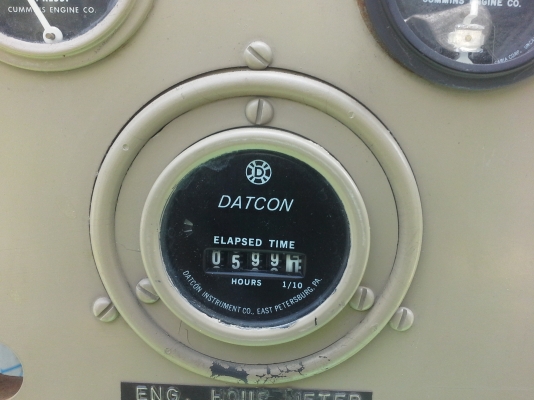 CUMMINS ENGINE CO.
CUMMINS ENGINE CO.
D
DATCON
ELAPSED TIME
0599
HOURS 1/10
DATCON INSTRUMENT CO., EAST PETERSBURG, PA.
ENG. HOUR METER